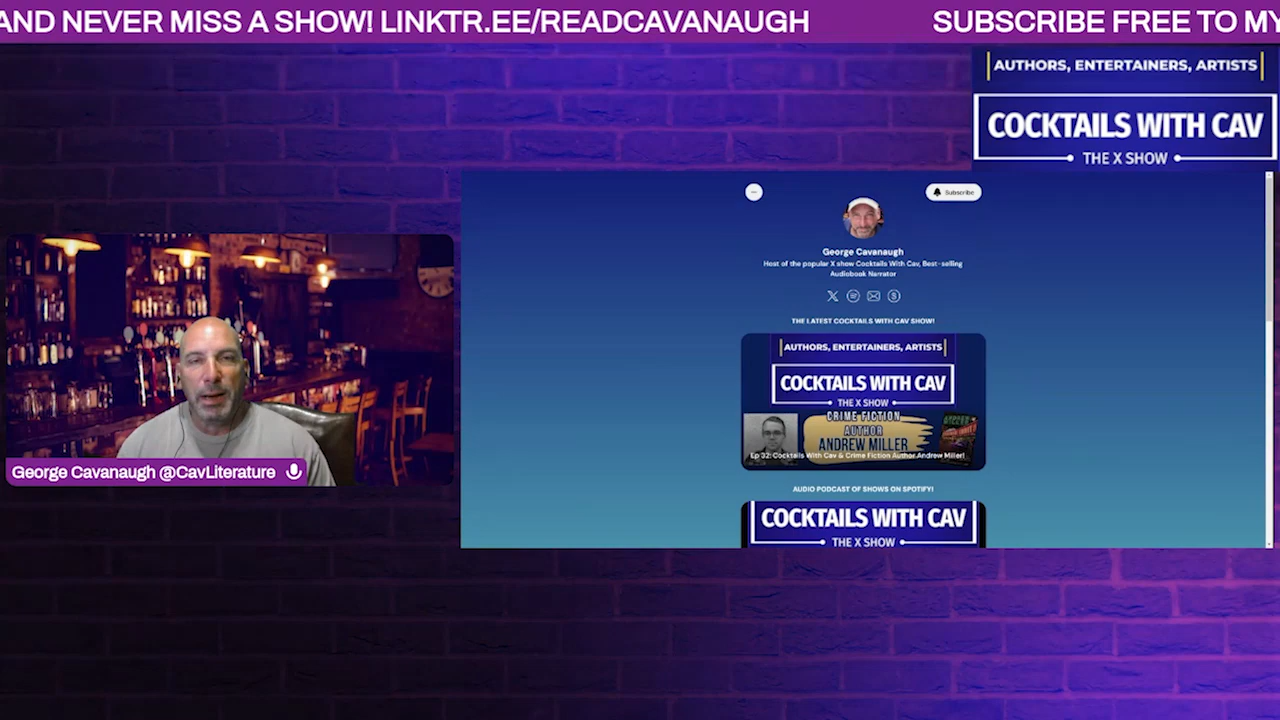 AND NEVER MISS A SHOW! LINKTR.EE/READCAVANAUGH SUBSCRIBE FREE TO MY
AUTHORS, ENTERTAINERS, ARTISTS
COCKTAILS WITH CAV
THE X SHOW
Subscribe
George Cavanaugh
Host of the popular X show Cocktails With Cav, Best-selling
Audiobook Narrator
THE LATEST COCKTAILS WITH CAV SHOW!
AUTHORS, ENTERTAINERS, ARTISTS
COCKTAILS WITH CAV
THE X SHOW
CRIME FICTION
AUTHOR
ANDREW MILLER
Ep 32: Cocktails With Cav & Crime Fiction Author Andrew Miller!
George Cavanaugh @CavLiterature
AUDIO PODCAST OF SHOWS ON SPOTIFY!
COCKTAILS WITH CAV
THE X SHOW